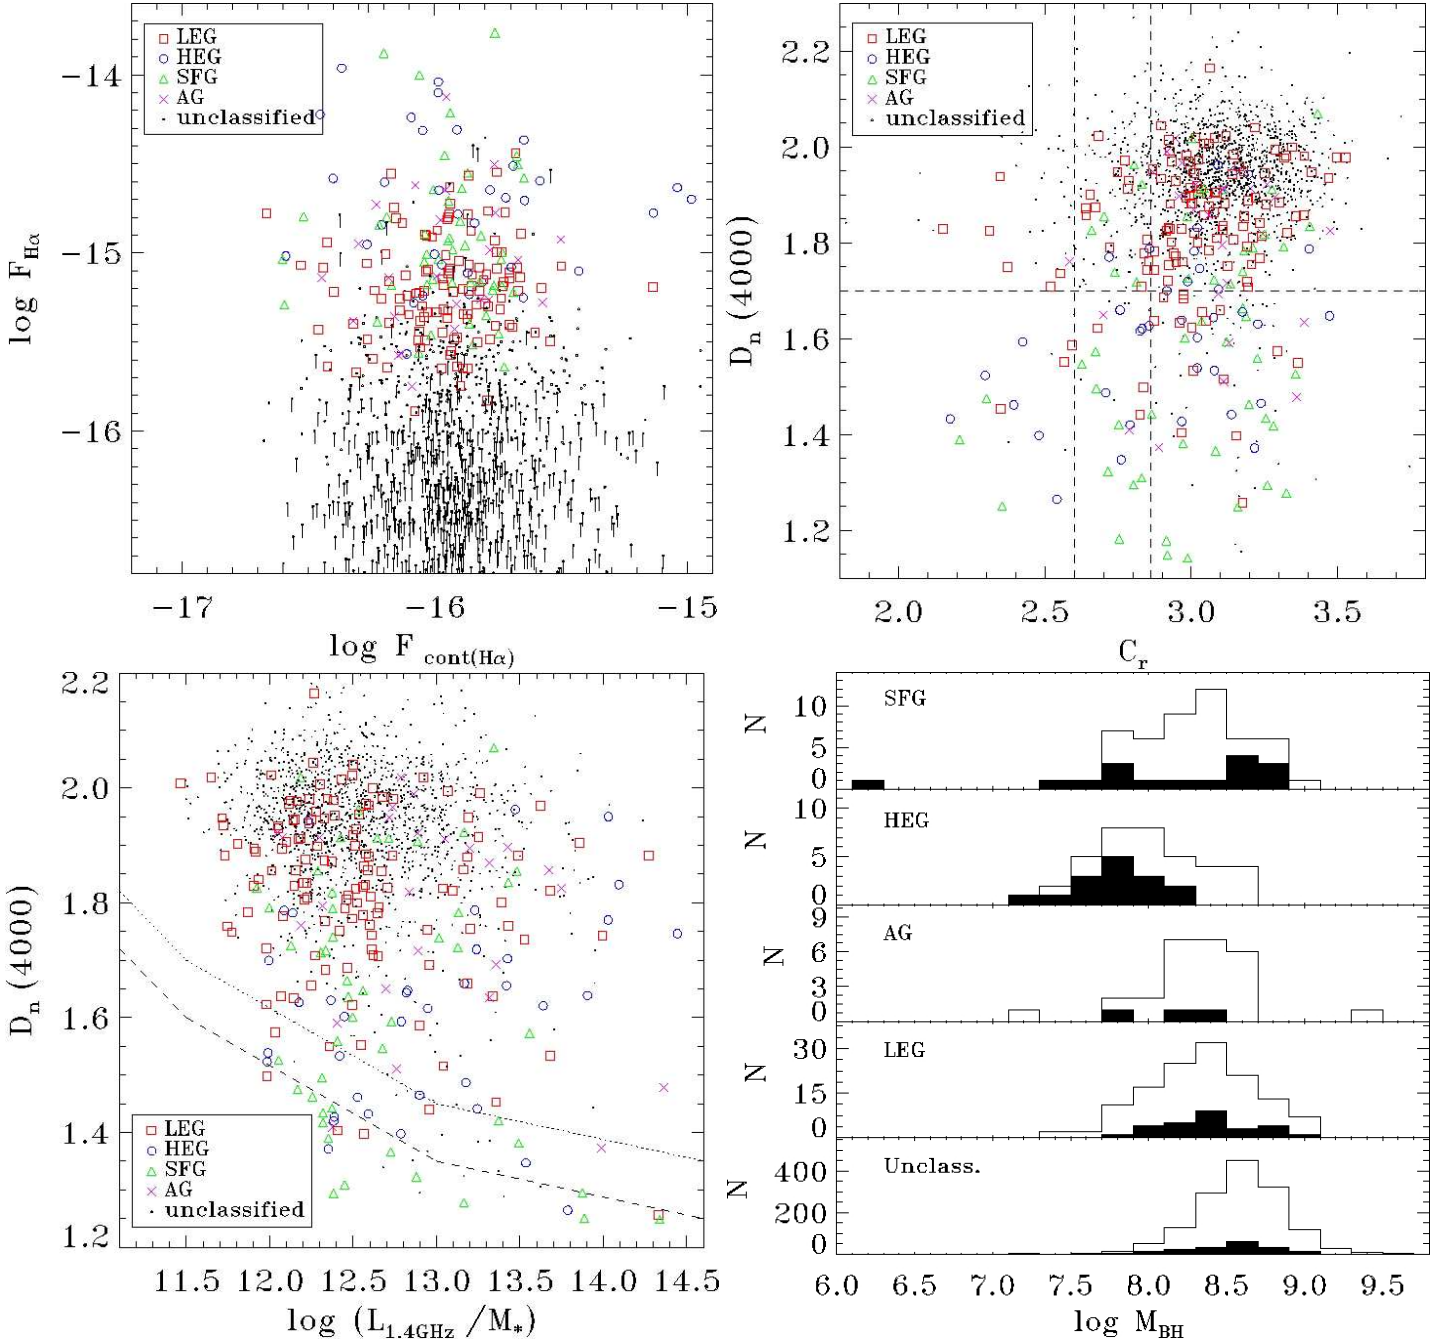 LEG
HEG
SFG
AG
unclassified
−14
−15
−16
log F Hα
−17 −16 −15
log F cont(Hα)
LEG
HEG
SFG
AG
unclassified
2.2
2.0
1.8
1.6
1.4
1.2
D n (4000)
2.0 2.5 3.0 3.5
C r
2.2
2.0
1.8
1.6
1.4
1.2
D n (4000)
LEG
HEG
SFG
AG
unclassified
11.5 12.0 12.5 13.0 13.5 14.0 14.5
log (L 1.4GHz /M *)
SFG
10
5
0
N
HEG
10
5
0
N
AG
9
6
3
0
N
LEG
30
15
0
N
Unclass.
400
200
0
N
6.0 6.5 7.0 7.5 8.0 8.5 9.0 9.5
log M BH